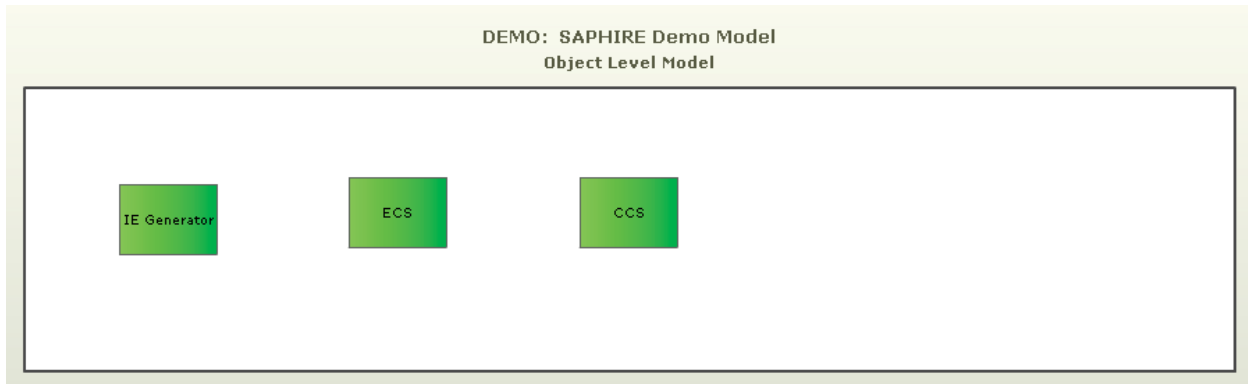 DEMO: SAPHIRE Demo Model
Object Level Model
IE Generator
ECS
CCS